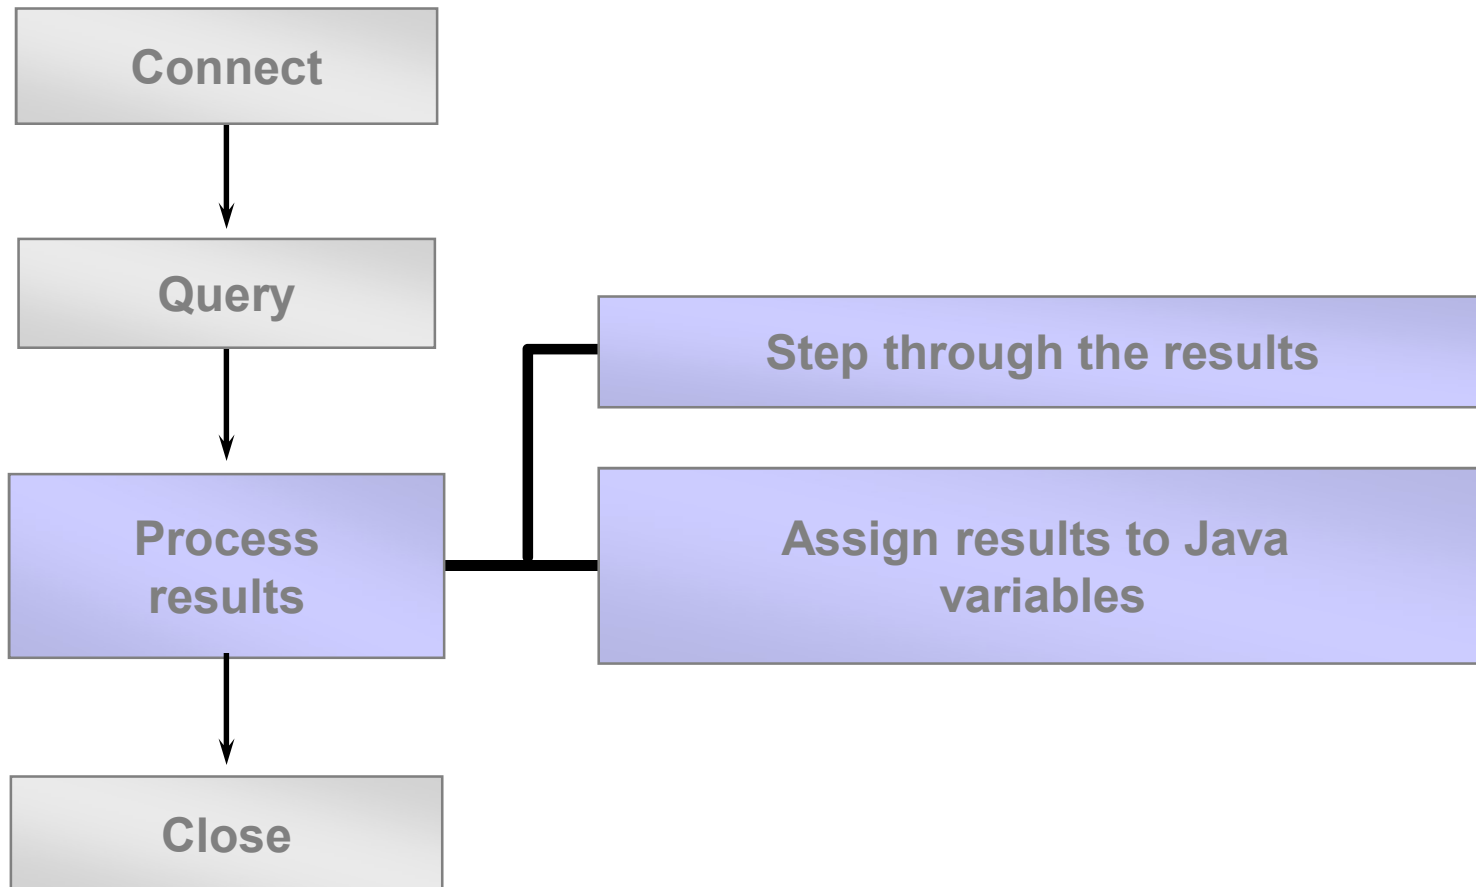 Connect
Query
Step through the results
Process
results
Assign results to Java
variables
Close